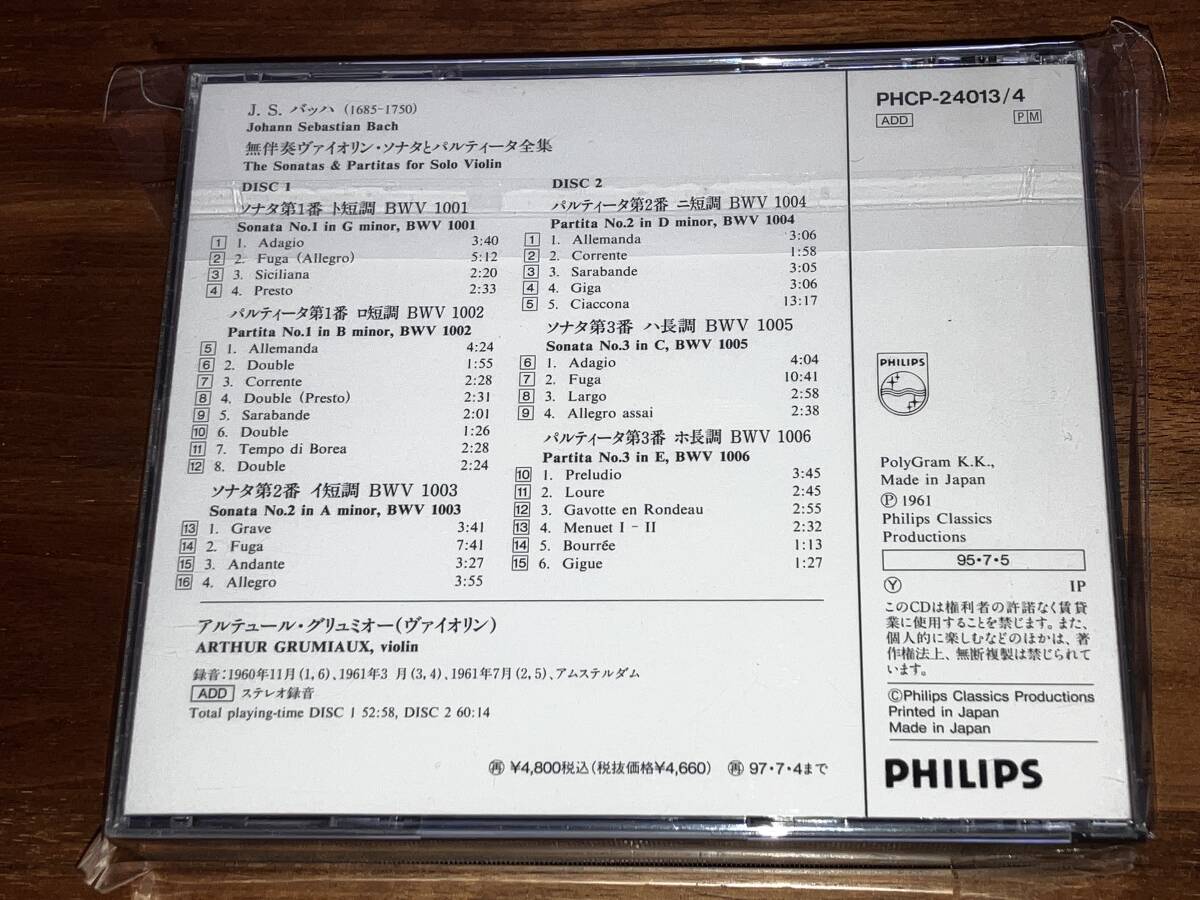 J. S. バッハ (1685-1750)
Johann Sebastian Bach
無伴奏ヴァイオリン・ソナタとパルティータ全集
The Sonatas & Partitas for Solo Violin
DISC 1
ソナタ第1番 ト短調 BWV 1001
Sonata No.1 in G minor, BWV 1001
1 1. Adagio 3:40
2 2. Fuga (Allegro) 5:12
3 3. Siciliana 2:20
4 4. Presto 2:33
パルティータ第1番 ロ短調 BWV 1002
Partita No.1 in B minor, BWV 1002
5 1. Allemanda 4:24
6 2. Double 1:55
7 3. Corrente 2:28
8 4. Double (Presto) 2:31
9 5. Sarabande 2:01
10 6. Double 1:26
11 7. Tempo di Borea 2:28
12 8. Double 2:24
ソナタ第2番 イ短調 BWV 1003
Sonata No.2 in A minor, BWV 1003
13 1. Grave 3:41
14 2. Fuga 7:41
15 3. Andante 3:27
16 4. Allegro 3:55
DISC 2
パルティータ第2番 ニ短調 BWV 1004
Partita No.2 in D minor, BWV 1004
1 1. Allemanda 3:06
2 2. Corrente 1:58
3 3. Sarabande 3:05
4 4. Giga 3:06
5 5. Ciaccona 13:17
ソナタ第3番 ハ長調 BWV 1005
Sonata No.3 in C, BWV 1005
6 1. Adagio 4:04
7 2. Fuga 10:41
8 3. Largo 2:58
9 4. Allegro assai 2:38
パルティータ第3番 ホ長調 BWV 1006
Partita No.3 in E, BWV 1006
10 1. Preludio 3:45
11 2. Loure 2:45
12 3. Gavotte en Rondeau 2:55
13 4. Menuet I - II 2:32
14 5. Bourrée 1:13
15 6. Gigue 1:27
アルテュール・グリュミオー(ヴァイオリン)
ARTHUR GRUMIAUX, violin
録音:1960年11月(1,6)、1961年3月(3,4)、1961年7月(2,5)、アムステルダム
ADD ステレオ録音
Total playing-time DISC 1 52:58, DISC 2 60:14
㊢ ¥4,800税込(税抜価格¥4,660) ㊢ 97・7・4まで
PHCP-24013/4
ADD PM
PHILIPS
PolyGram K.K.,
Made in Japan
Ⓟ 1961
Philips Classics
Productions
95・7・5
Ⓨ IP
このCDは権利者の許諾なく賃貸
業に使用することを禁じます。また、
個人的に楽しむなどのほかは、著
作権法上、無断複製は禁じられて
います。
©Philips Classics Productions
Printed in Japan
Made in Japan
PHILIPS